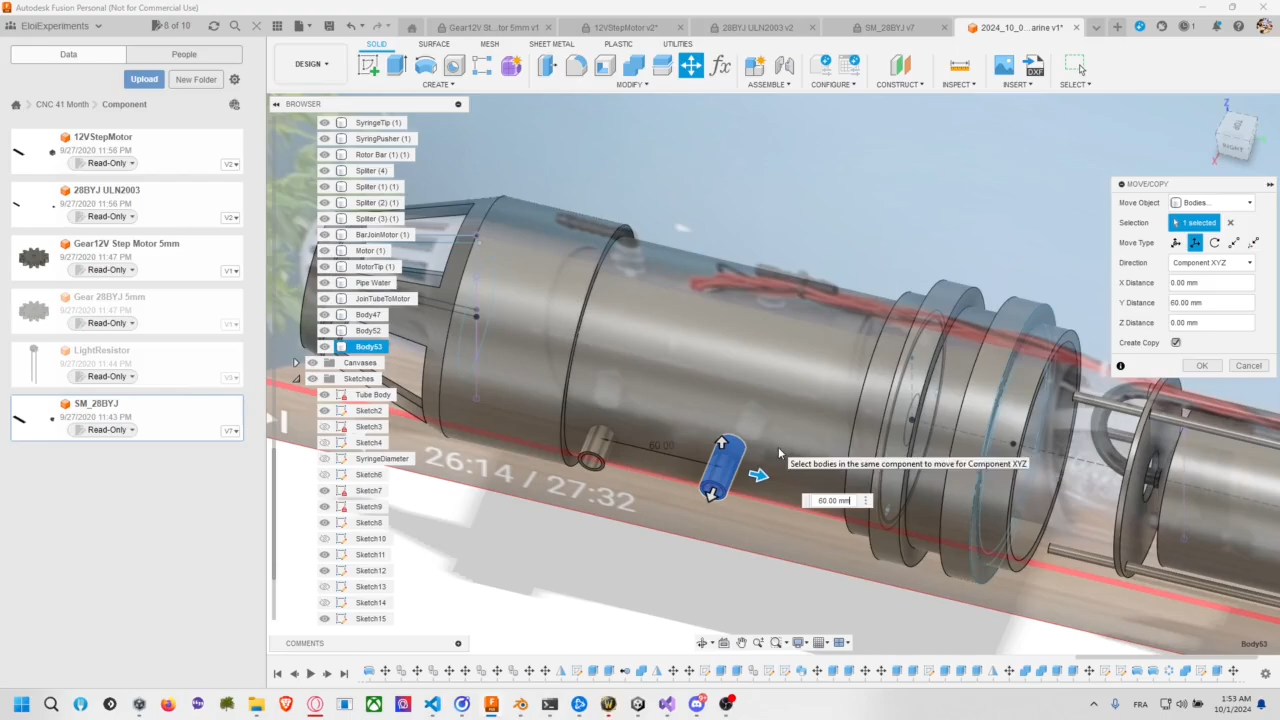 Autodesk Fusion Personal (Not for Commercial Use)
EloiExperiments
8 of 10
Gear12V St...tor 5mm v1
12VStepMotor v2*
28BYJ ULN2003 v2
SM_28BYJ v7
2024_10_0...arine v1*
1
Data
People
Upload
New Folder
CNC 41 Month
Component
12VStepMotor
9/27/2020 11:56 PM
Read-Only
V2
28BYJ ULN2003
9/27/2020 11:56 PM
Read-Only
V2
Gear12V Step Motor 5mm
9/27/2020 11:47 PM
Read-Only
V1
Gear 28BYJ 5mm
9/27/2020 11:47 PM
Read-Only
V1
LightResistor
9/27/2020 11:44 PM
Read-Only
SM_28BYJ
9/27/2020 11:43 PM
Read-Only
V7
SOLID
SURFACE
MESH
SHEET METAL
PLASTIC
UTILITIES
DESIGN
CREATE
MODIFY
ASSEMBLE
CONFIGURE
CONSTRUCT
INSPECT
INSERT
SELECT
BROWSER
SyringeTip (1)
SyringPusher (1)
Rotor Bar (1) (1)
Spliter (4)
Spliter (1) (1)
Spliter (2) (1)
Spliter (3) (1)
BarJoinMotor (1)
Motor (1)
MotorTip (1)
Pipe Water
JoinTubeToMotor
Body47
Body52
Body53
Canvases
Sketches
Tube Body
Sketch2
Sketch3
Sketch4
SyringeDiameter
Sketch6
Sketch7
Sketch9
Sketch8
Sketch10
Sketch11
Sketch12
Sketch13
Sketch14
Sketch15
COMMENTS
26:14 / 27:32
60.00
60.00 mm
Select bodies in the same component to move for Component XYZ
Z
RIGHT
X
MOVE/COPY
Move Object
Bodies...
Selection
1 selected
Move Type
Direction
Component XYZ
X Distance
0.00 mm
Y Distance
60.00 mm
Z Distance
0.00 mm
Create Copy
OK
Cancel
Body53
FRA
1:53 AM
10/1/2024